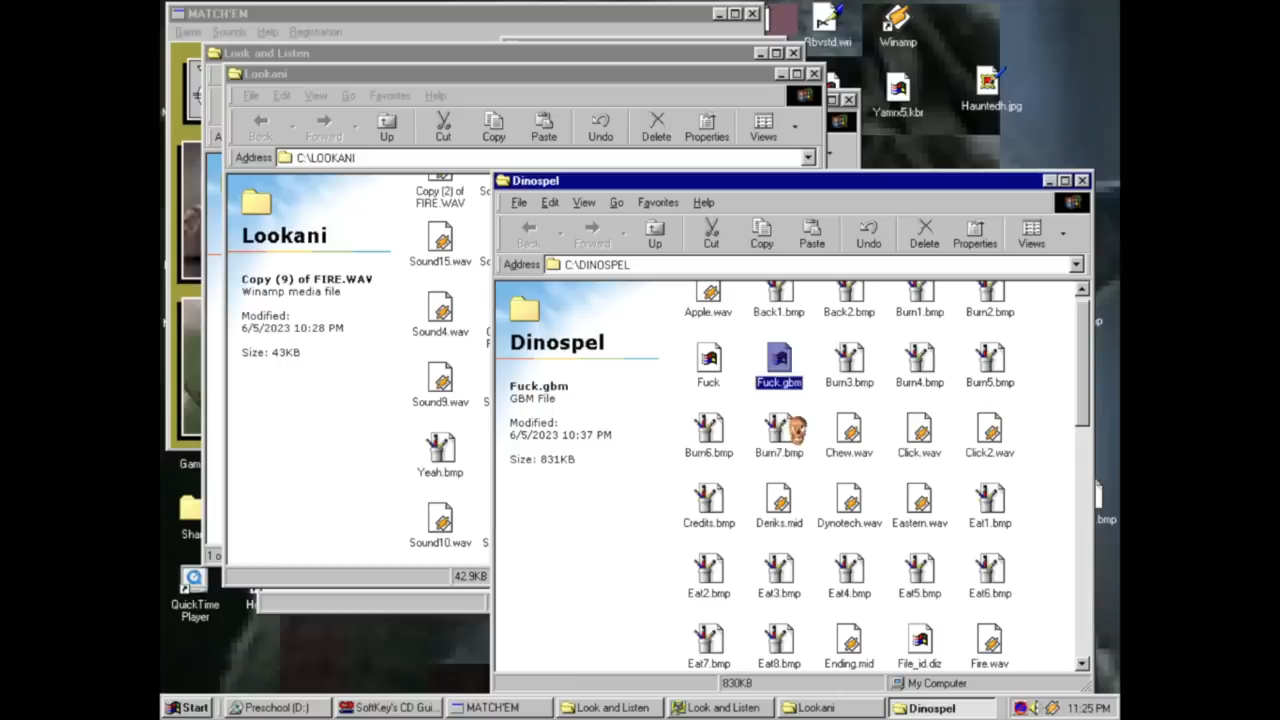 MATCH'EM
Game Sounds Help Registration
Look and Listen
Lookani
File Edit View Go Favorites Help
Back Forward Up Cut Copy Paste Undo Delete Properties Views
Address C:\LOOKANI
Lookani
Copy (9) of FIRE.WAV
Winamp media file
Modified:
6/5/2023 10:28 PM
Size: 43KB
Copy (2) of
FIRE.WAV
Sound15.wav
Sound4.wav
Sound9.wav
Yeah.bmp
Sound10.wav
42.9KB
Rbvstd.wri
Winamp
Yamrx5.kbr
Hauntedh.jpg
Dinospel
File Edit View Go Favorites Help
Back Forward Up Cut Copy Paste Undo Delete Properties Views
Address C:\DINOSPEL
Dinospel
Fuck.gbm
GBM File
Modified:
6/5/2023 10:37 PM
Size: 831KB
Apple.wav Back1.bmp Back2.bmp Burn1.bmp Burn2.bmp
Fuck Fuck.gbm Burn3.bmp Burn4.bmp Burn5.bmp
Burn6.bmp Burn7.bmp Chew.wav Click.wav Click2.wav
Credits.bmp Deriks.mid Dynotech.wav Eastern.wav Eat1.bmp
Eat2.bmp Eat3.bmp Eat4.bmp Eat5.bmp Eat6.bmp
Eat7.bmp Eat8.bmp Ending.mid File_id.diz Fire.wav
830KB My Computer
QuickTime
Player
Start Preschool (D:) SoftKey's CD Gui... MATCH'EM Look and Listen Look and Listen Lookani Dinospel 11:25 PM